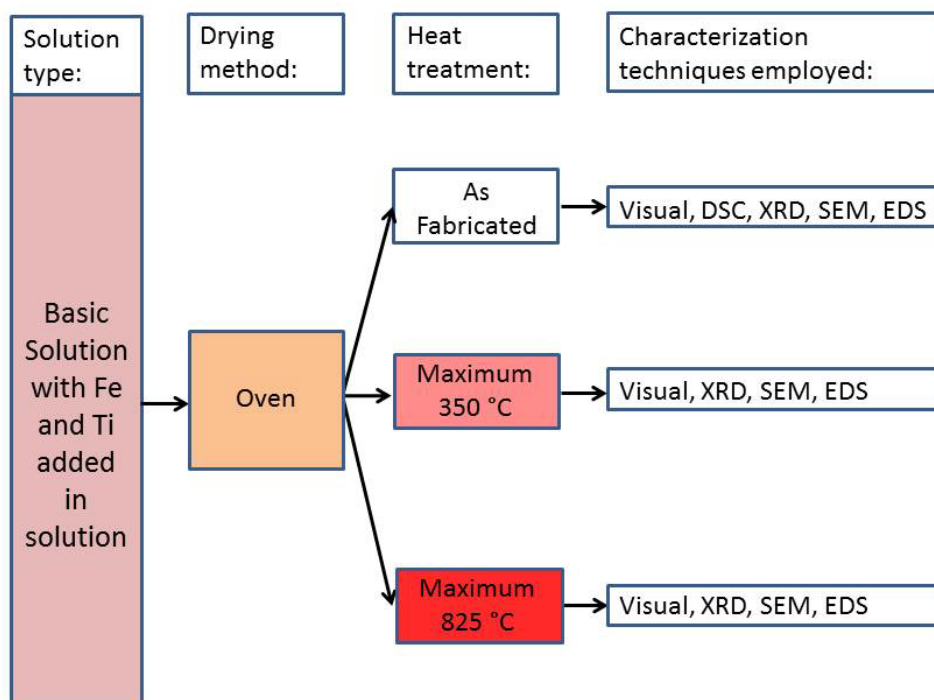 Solution
type:
Drying
method:
Heat
treatment:
Characterization
techniques employed:
Basic
Solution
with Fe
and Ti
added
in
solution
Oven
As
Fabricated
Visual, DSC, XRD, SEM, EDS
Maximum
350 °C
Visual, XRD, SEM, EDS
Maximum
825 °C
Visual, XRD, SEM, EDS